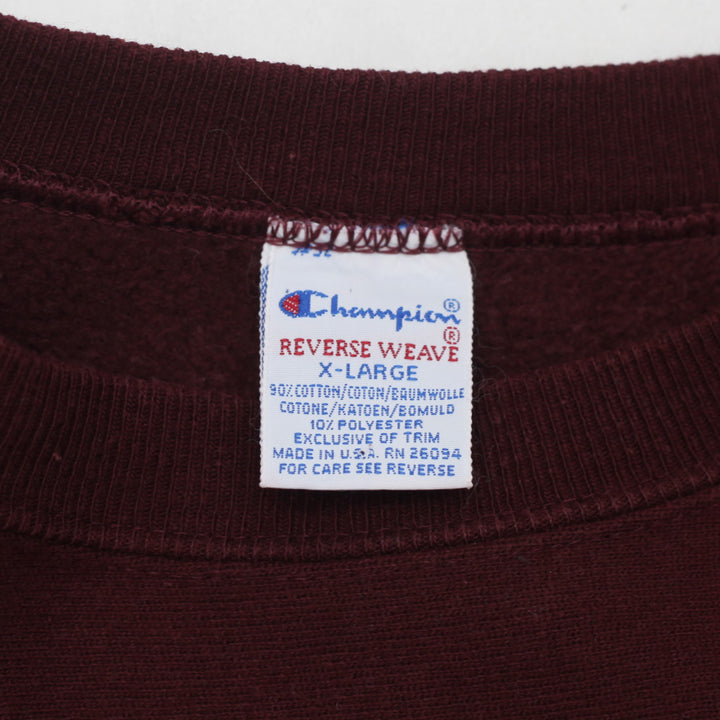 Champion®
REVERSE WEAVE®
X-LARGE
90% COTTON/COTON/BAUMWOLLE
COTONE/KATOEN/BOMULD
10% POLYESTER
EXCLUSIVE OF TRIM
MADE IN U.S.A. RN 26094
FOR CARE SEE REVERSE